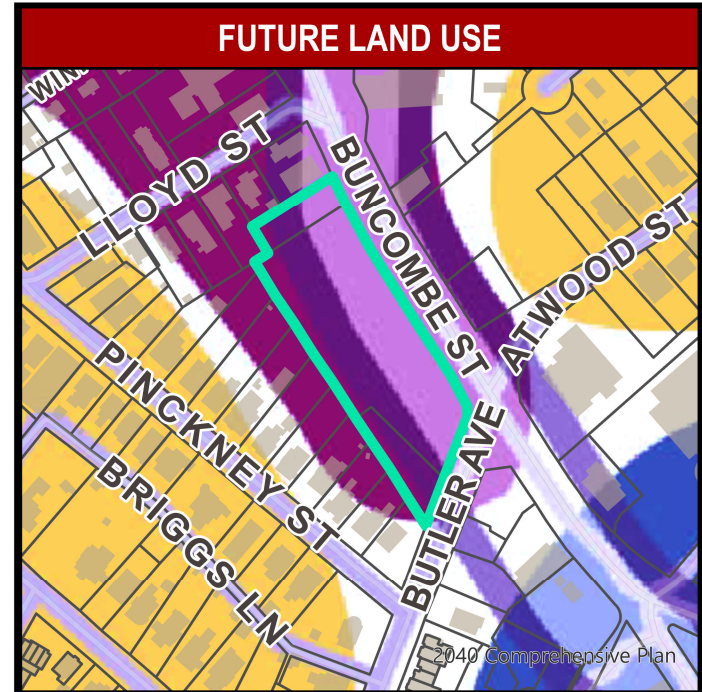 FUTURE LAND USE
LLOYD ST
BUNCOMBE ST
ATWOOD ST
PINCKNEY ST
BRIGGS LN
BUTLER AVE
2040 Comprehensive Plan